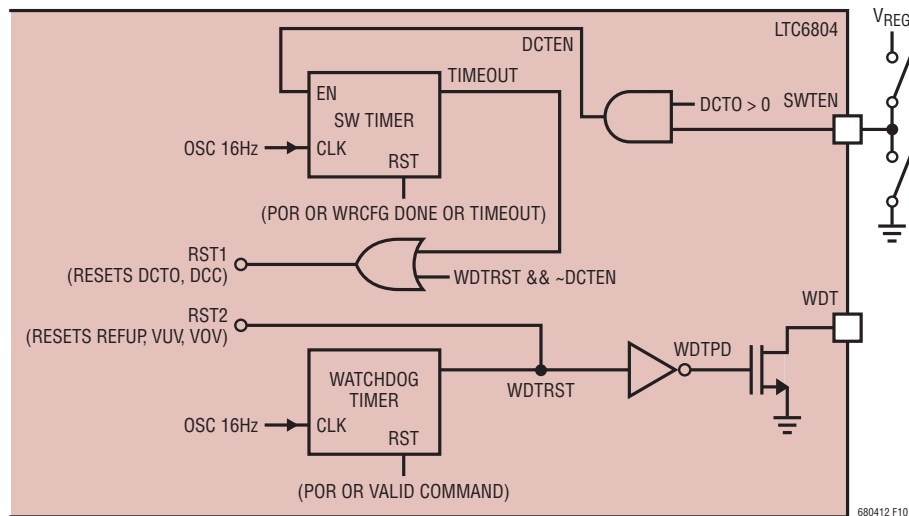 LTC6804
VREG
DCTEN
TIMEOUT
EN
SW TIMER
DCTO > 0
SWTEN
OSC 16Hz
CLK
RST
(POR OR WRCFG DONE OR TIMEOUT)
RST1
(RESETS DCTO, DCC)
WDTRST && ~DCTEN
RST2
(RESETS REFUP, VUV, VOV)
WDT
WATCHDOG
TIMER
WDTPD
WDTRST
OSC 16Hz
CLK
RST
(POR OR VALID COMMAND)
680412 F10